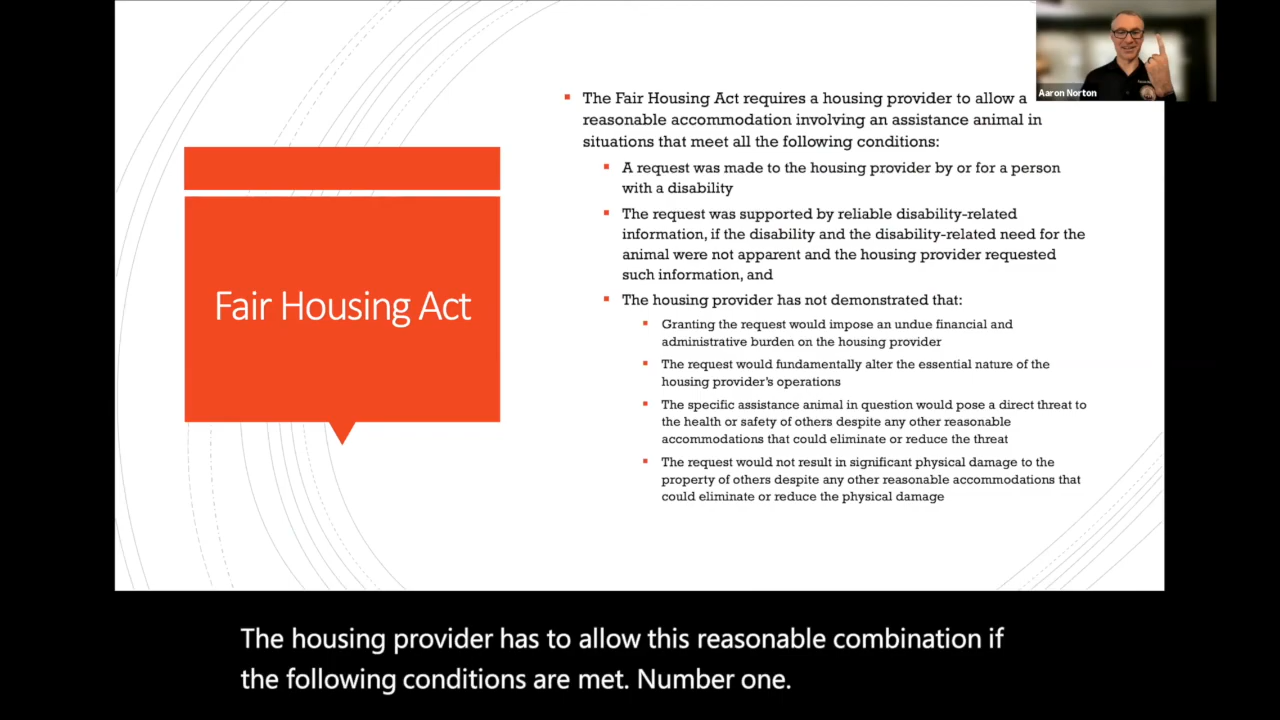 Aaron Norton
Fair Housing Act
The Fair Housing Act requires a housing provider to allow a
reasonable accommodation involving an assistance animal in
situations that meet all the following conditions:
A request was made to the housing provider by or for a person
with a disability
The request was supported by reliable disability-related
information, if the disability and the disability-related need for the
animal were not apparent and the housing provider requested
such information, and
The housing provider has not demonstrated that:
Granting the request would impose an undue financial and
administrative burden on the housing provider
The request would fundamentally alter the essential nature of the
housing provider's operations
The specific assistance animal in question would pose a direct threat to
the health or safety of others despite any other reasonable
accommodations that could eliminate or reduce the threat
The request would not result in significant physical damage to the
property of others despite any other reasonable accommodations that
could eliminate or reduce the physical damage
The housing provider has to allow this reasonable combination if
the following conditions are met. Number one.